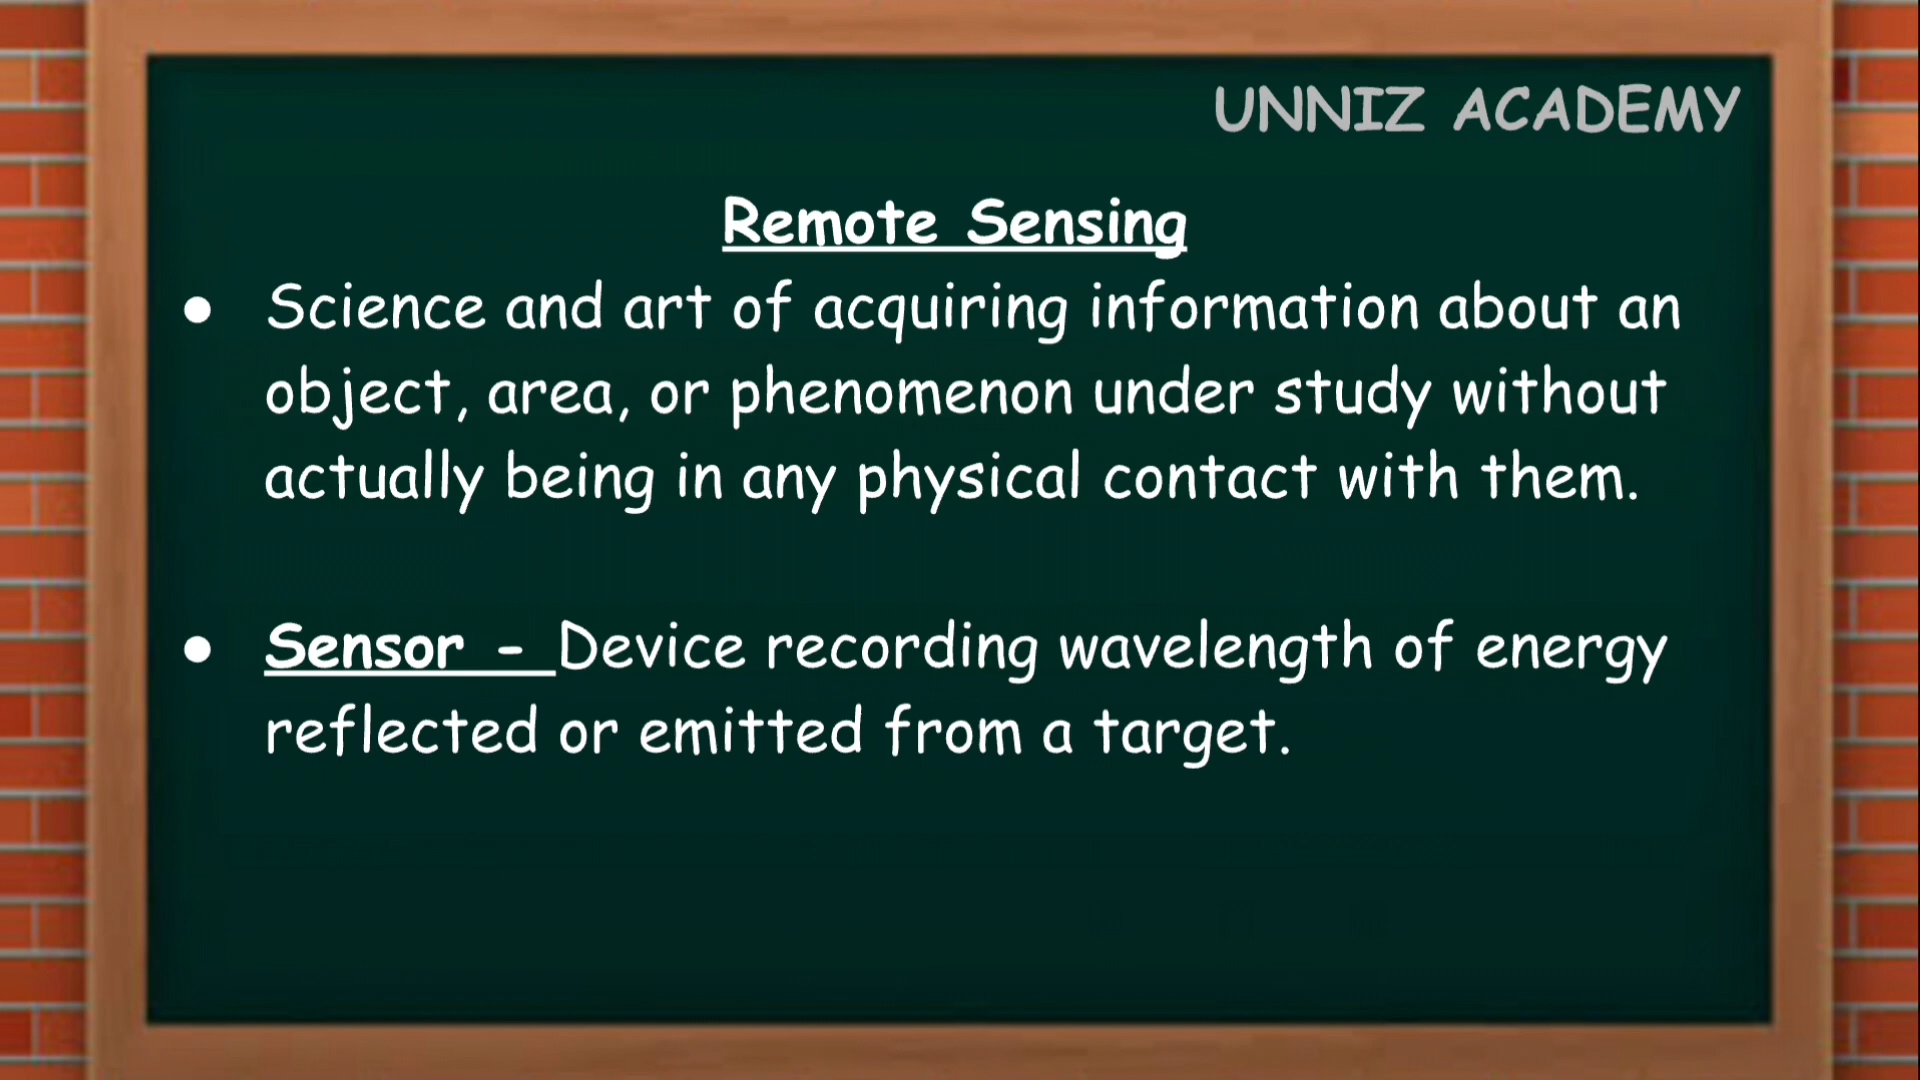 UNNIZ ACADEMY
Remote Sensing
● Science and art of acquiring information about an
object, area, or phenomenon under study without
actually being in any physical contact with them.
● Sensor - Device recording wavelength of energy
reflected or emitted from a target.